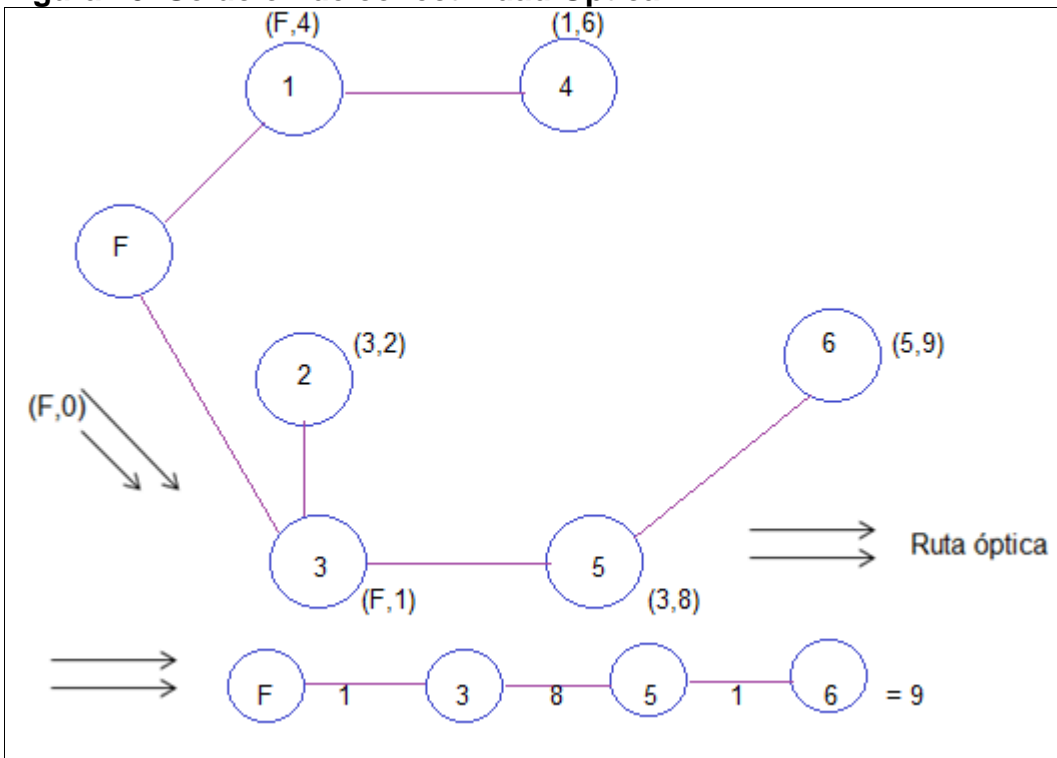 (F,4) (1,6)
1 4
F
2 (3,2) 6 (5,9)
(F,0)
3 5 Ruta óptica
(F,1) (3,8)
F 1 3 8 5 1 6 = 9